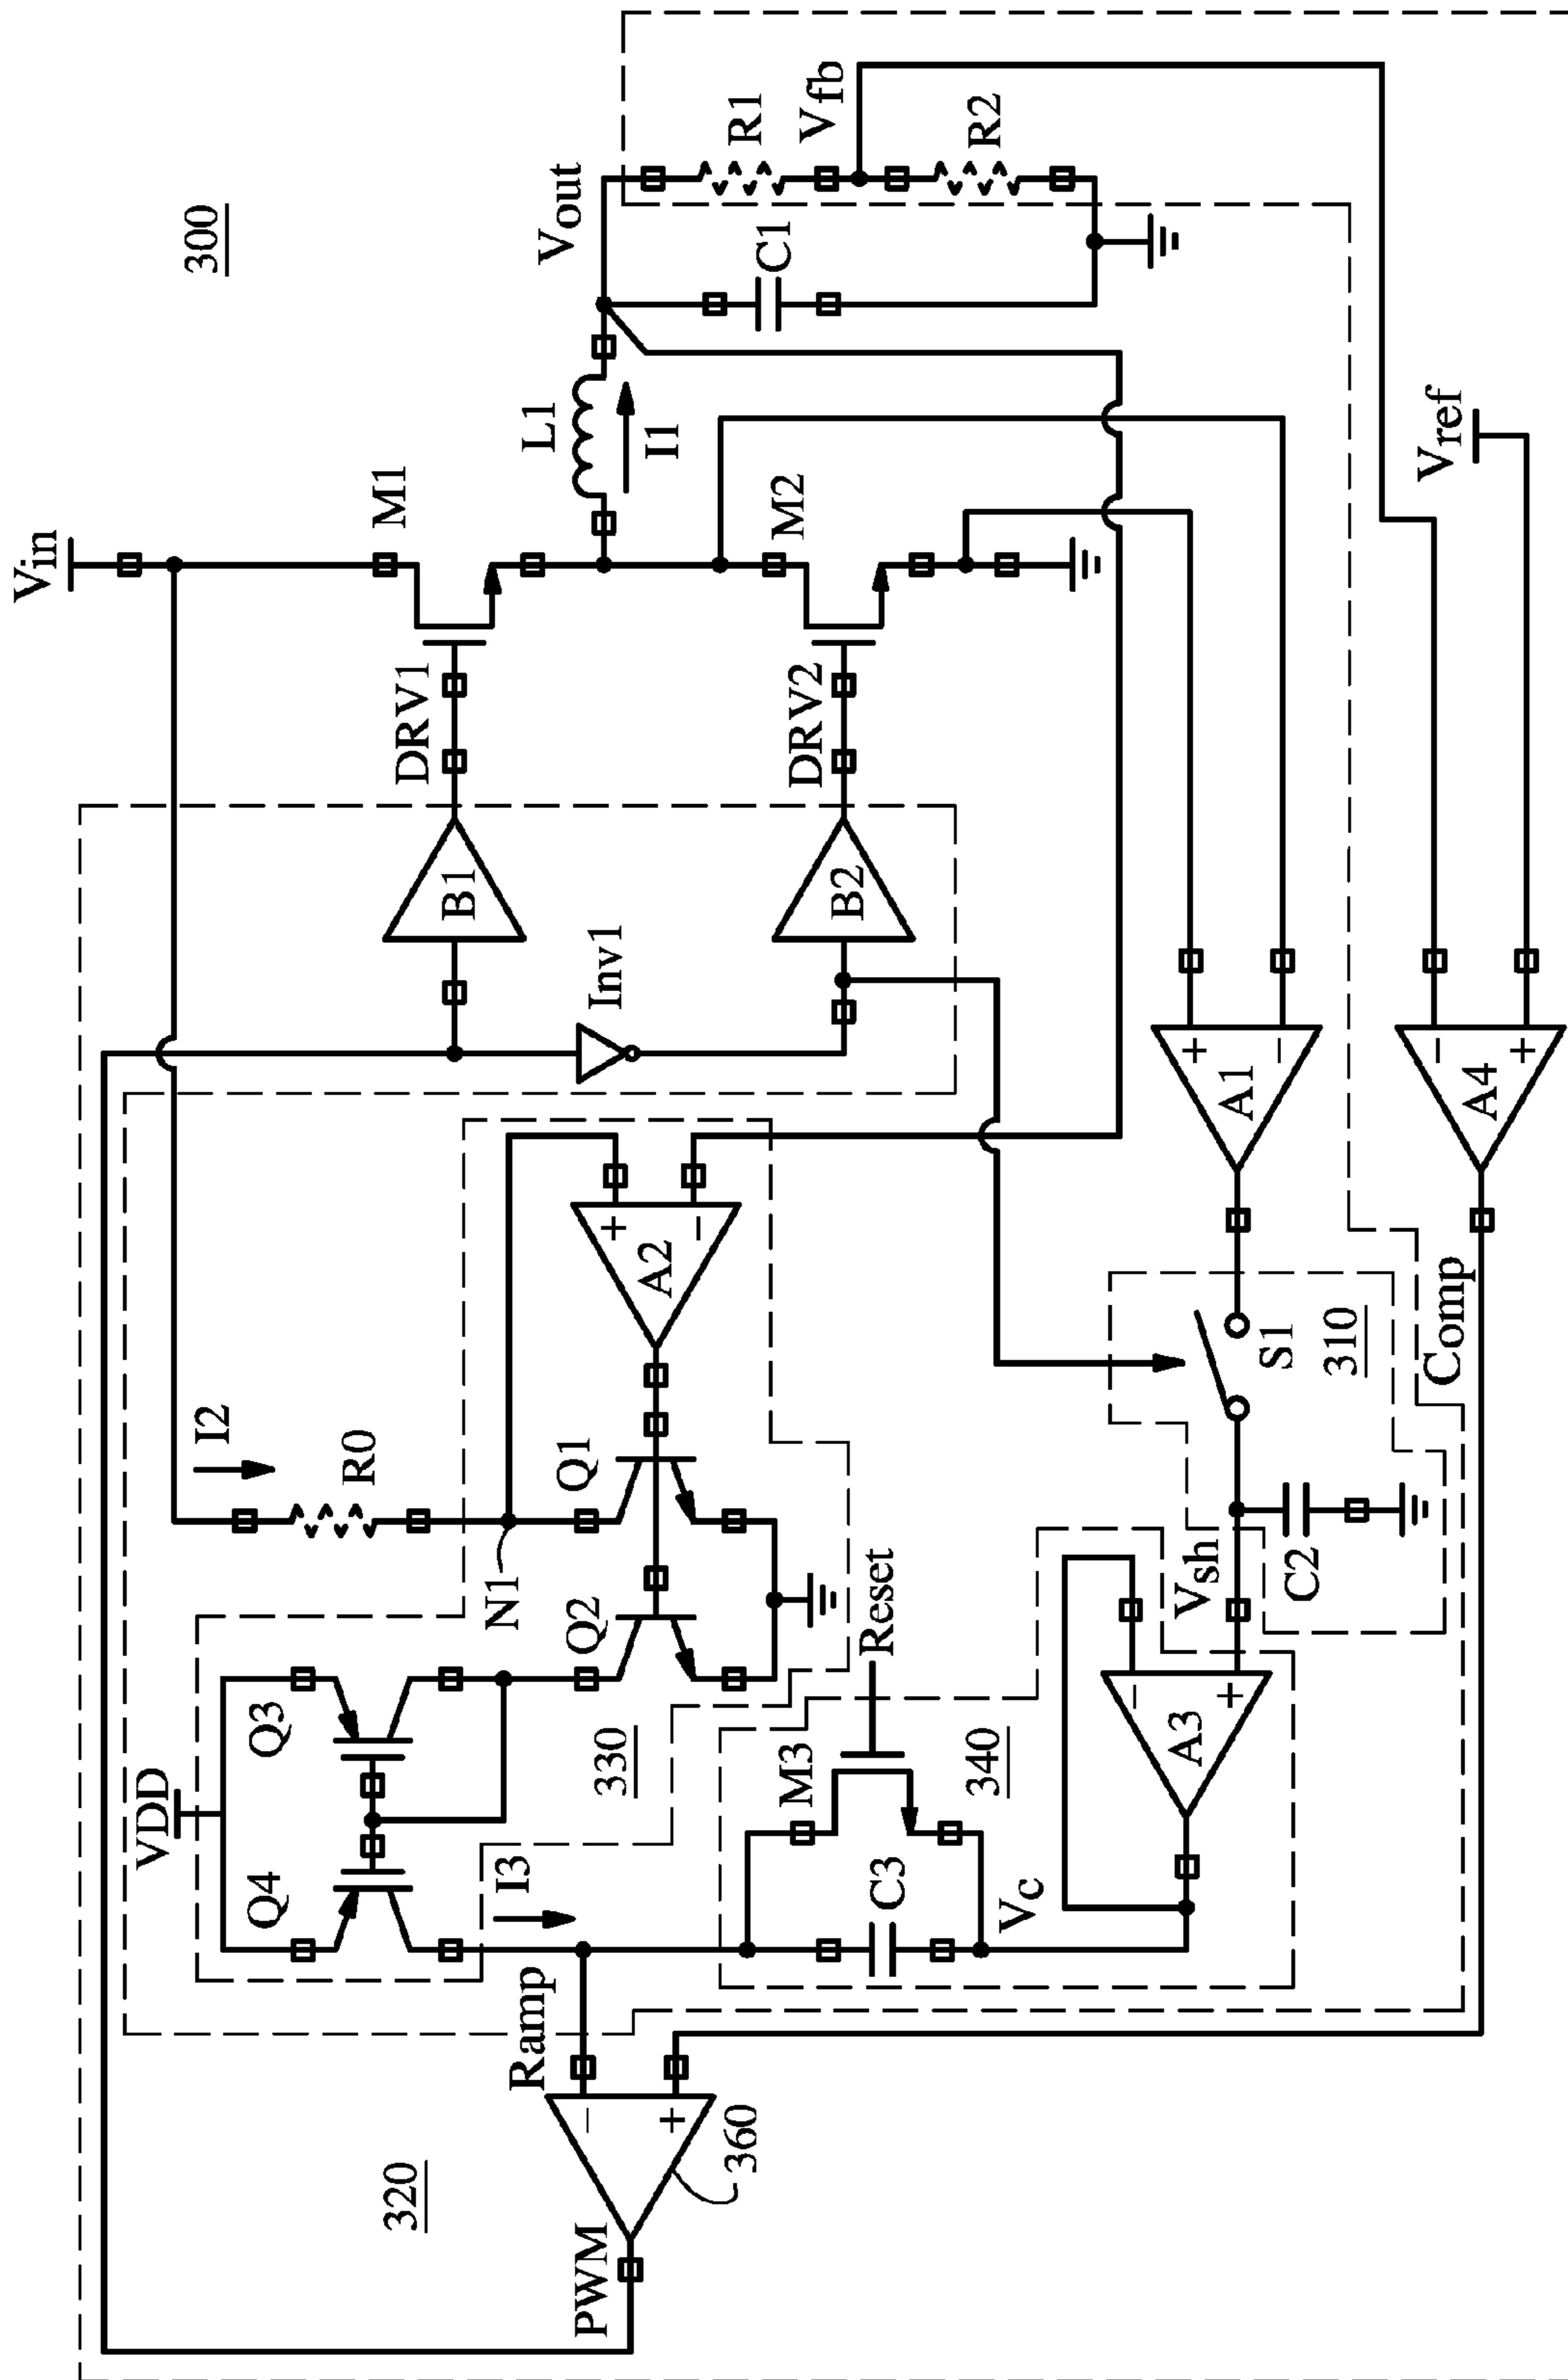 300
Vin
M1
Vout
R1
Vfb
R2
C1
L1
I1
M2
DRV1
DRV2
Vref
B1
B2
Inv1
+
−
A1
−
+
A4
+
−
A2
I2
R0
N1
Q1
Q2
S1
310
Comp
C2
Vsh
Reset
VDD
Q3
Q4
330
I3
M3
340
C3
Vc
−
+
A3
Ramp
−
+
360
320
PWM